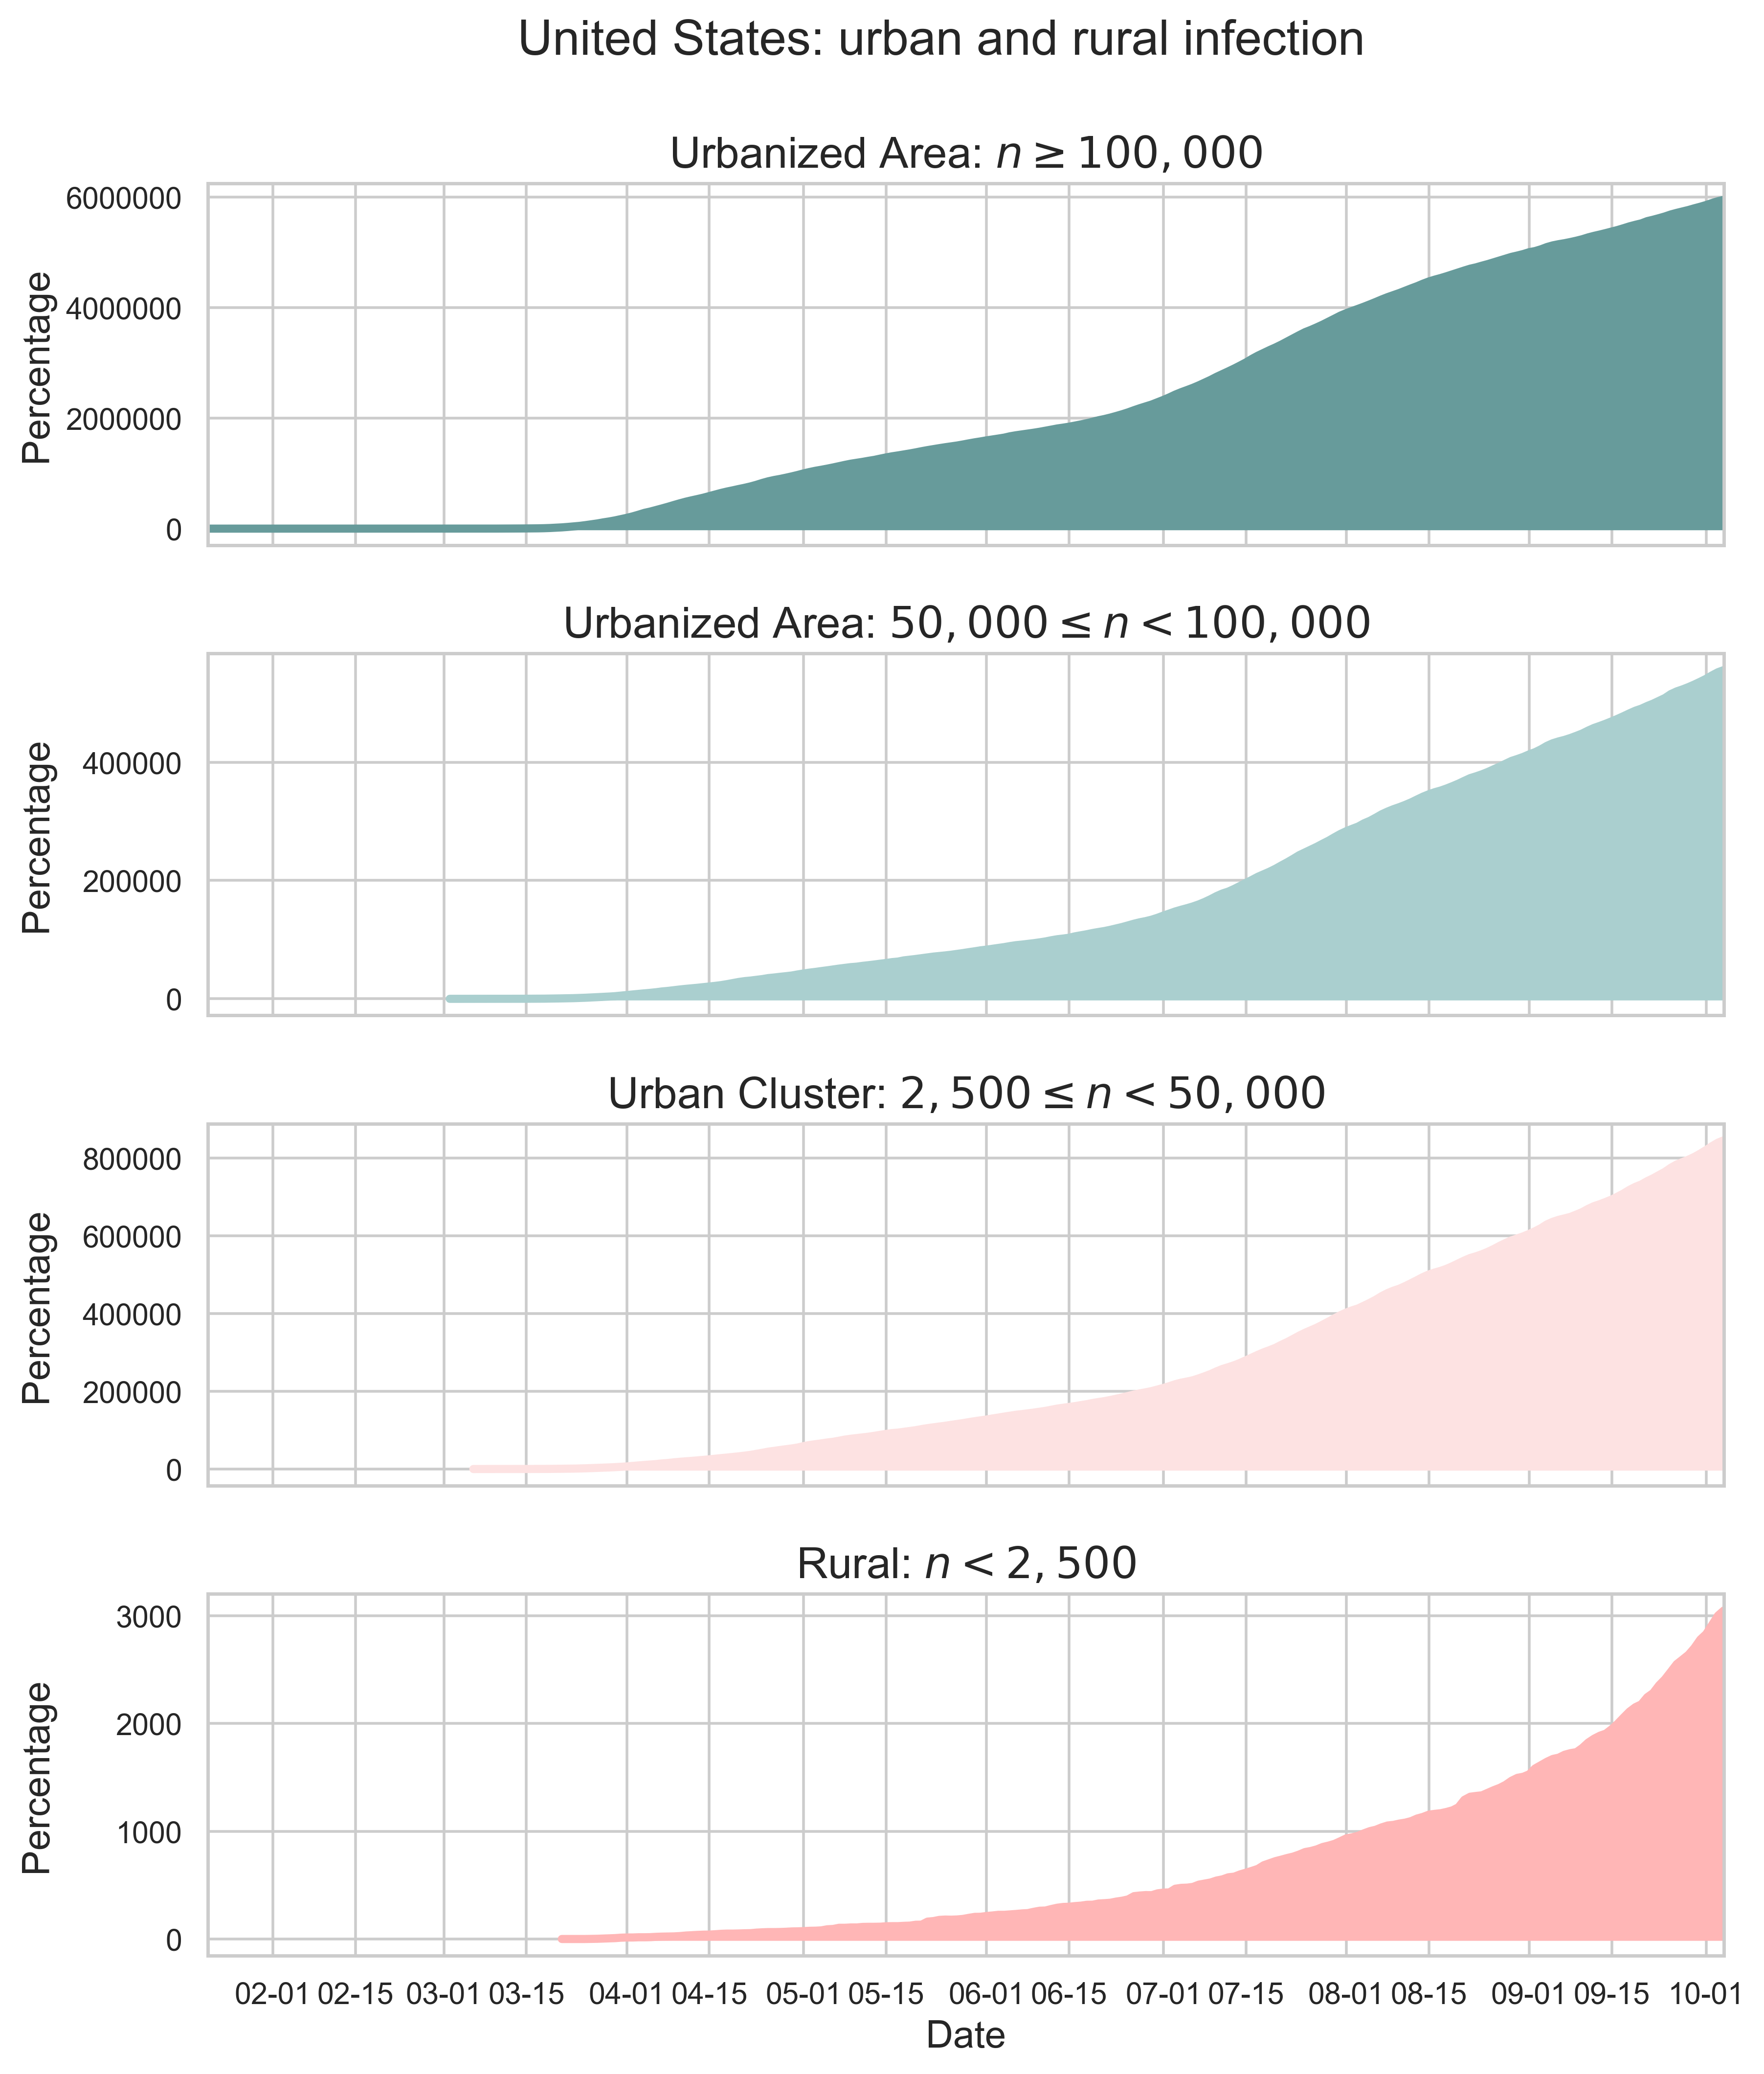 United States: urban and rural infection
Urbanized Area: n ≥ 100, 000
6000000
4000000
2000000
0
Percentage
Urbanized Area: 50, 000 ≤ n < 100, 000
400000
200000
0
Percentage
Urban Cluster: 2, 500 ≤ n < 50, 000
800000
600000
400000
200000
0
Percentage
Rural: n < 2, 500
3000
2000
1000
0
Percentage
02-01 02-15 03-01 03-15 04-01 04-15 05-01 05-15 06-01 06-15 07-01 07-15 08-01 08-15 09-01 09-15 10-01
Date